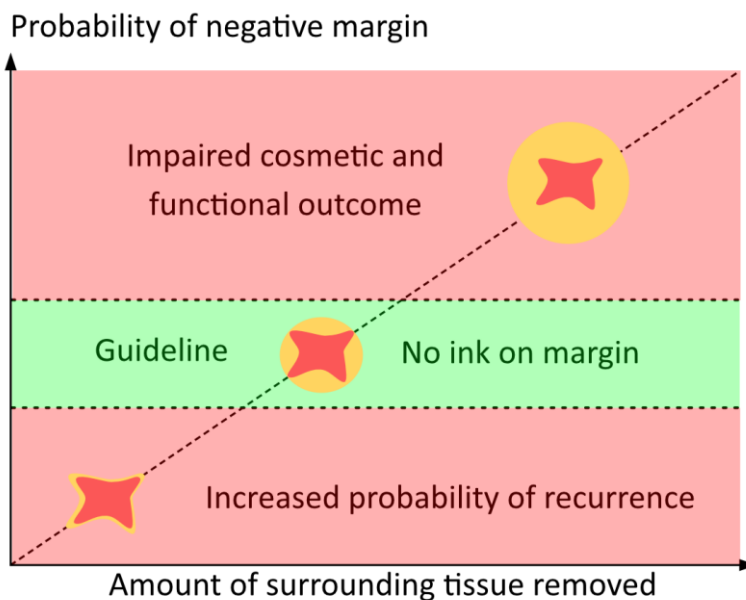 Probability of negative margin
Impaired cosmetic and
functional outcome
Guideline
No ink on margin
Increased probability of recurrence
Amount of surrounding tissue removed